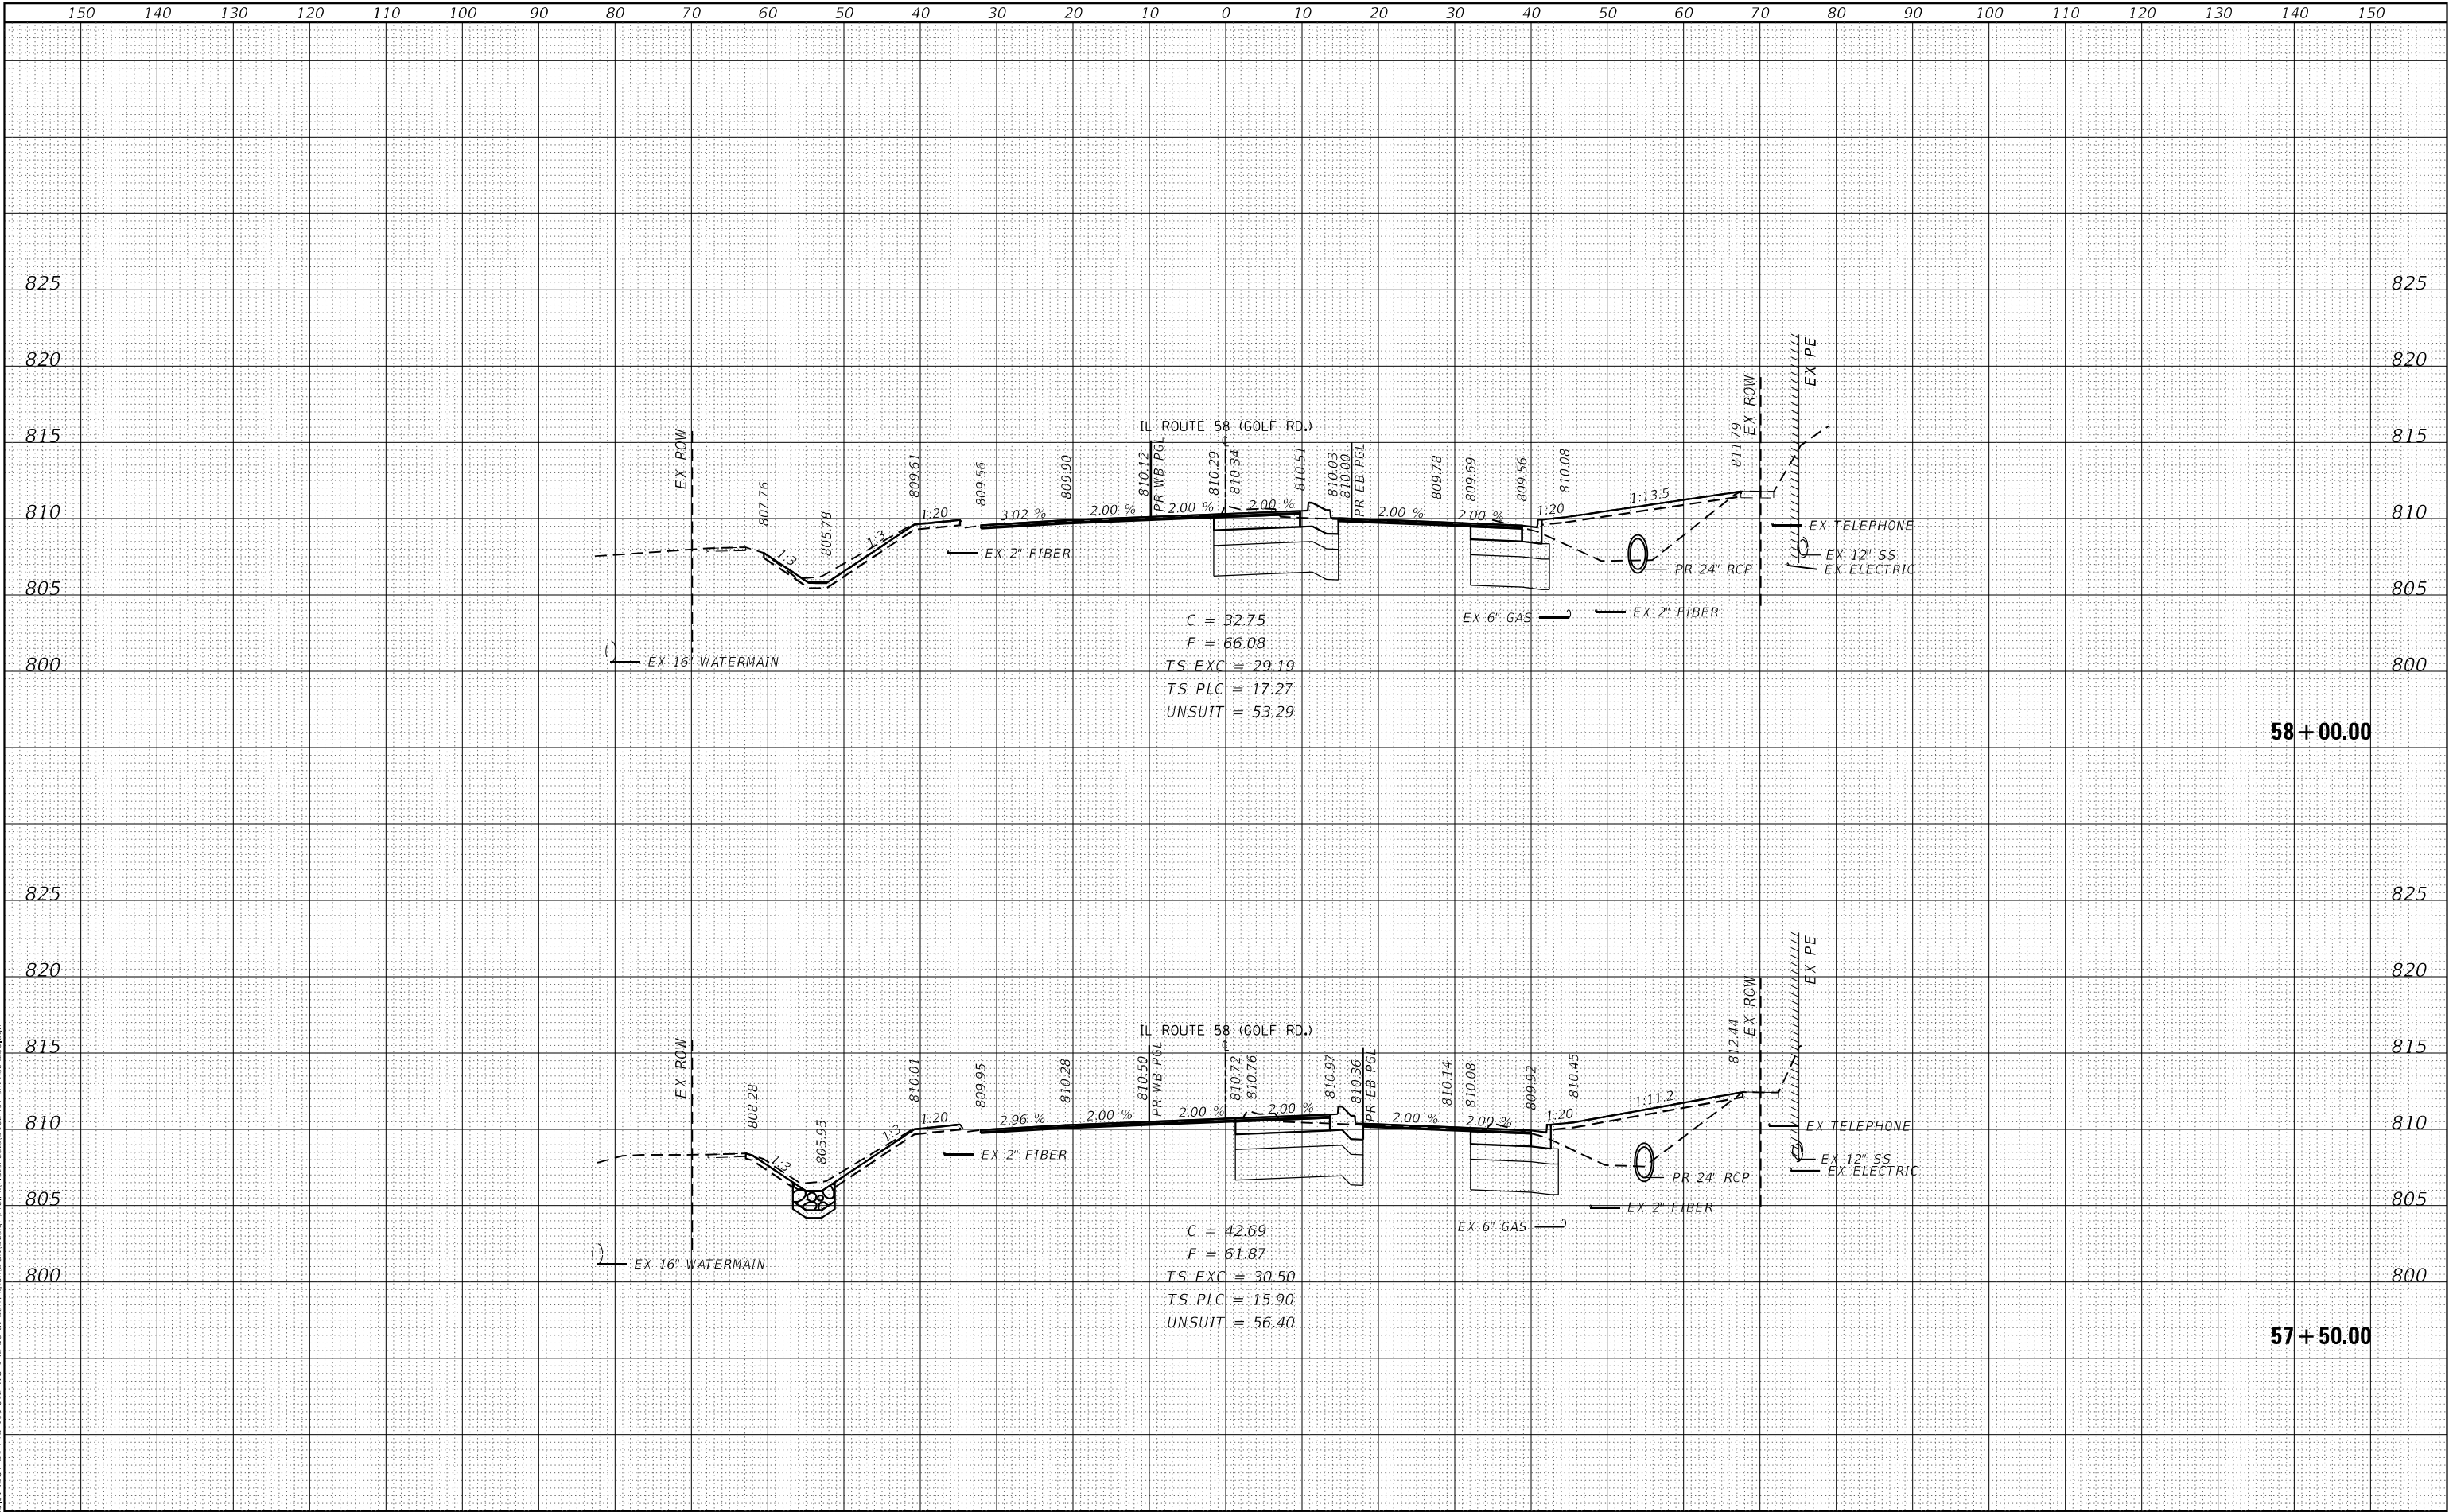 150 140 130 120 110 100 90 80 70 60 50 40 30 20 10 0 10 20 30 40 50 60 70 80 90 100 110 120 130 140 150
825 825
820 820
EX PE
EX ROW
815 815
IL ROUTE 58 (GOLF RD.)
℄
EX ROW
807.76
805.78
809.61
809.56
809.90
810.12
PR WB PGL
810.29
810.34
810.51
810.03
810.00
PR EB PGL
809.78
809.69
809.56
810.08
811.79
810 810
1:3
1:3
1:20
3.02 %
2.00 %
2.00 %
2.00 %
2.00 %
2.00 %
1:20
1:13.5
EX TELEPHONE
EX 2" FIBER
EX 12" SS
PR 24" RCP
EX ELECTRIC
805 805
EX 6" GAS
EX 2" FIBER
C = 32.75
F = 66.08
EX 16" WATERMAIN
TS EXC = 29.19
800 800
TS PLC = 17.27
UNSUIT = 53.29
58+00.00
825 825
820 820
EX PE
EX ROW
815 815
IL ROUTE 58 (GOLF RD.)
℄
EX ROW
808.28
805.95
810.01
809.95
810.28
810.50
PR WB PGL
810.72
810.76
810.97
810.36
PR EB PGL
810.14
810.08
809.92
810.45
812.44
810 810
1:3
1:3
1:20
2.96 %
2.00 %
2.00 %
2.00 %
2.00 %
2.00 %
1:20
1:11.2
EX TELEPHONE
EX 2" FIBER
EX 12" SS
EX ELECTRIC
PR 24" RCP
805 805
EX 2" FIBER
EX 6" GAS
C = 42.69
F = 61.87
EX 16" WATERMAIN
TS EXC = 30.50
800 800
TS PLC = 15.90
UNSUIT = 56.40
57+50.00